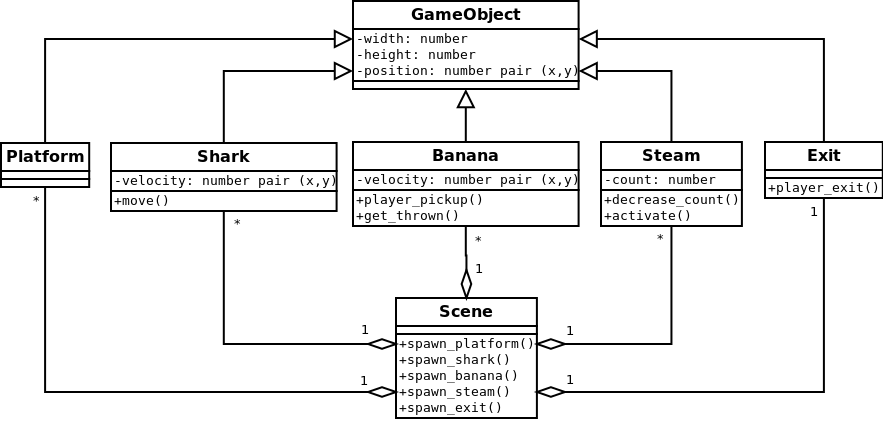 GameObject
-width: number
-height: number
-position: number pair (x,y)
Platform
Shark
-velocity: number pair (x,y)
+move()
Banana
-velocity: number pair (x,y)
+player_pickup()
+get_thrown()
Steam
-count: number
+decrease_count()
+activate()
Exit
+player_exit()
*
*
*
*
1
1
1
1
1
1
Scene
+spawn_platform()
+spawn_shark()
+spawn_banana()
+spawn_steam()
+spawn_exit()